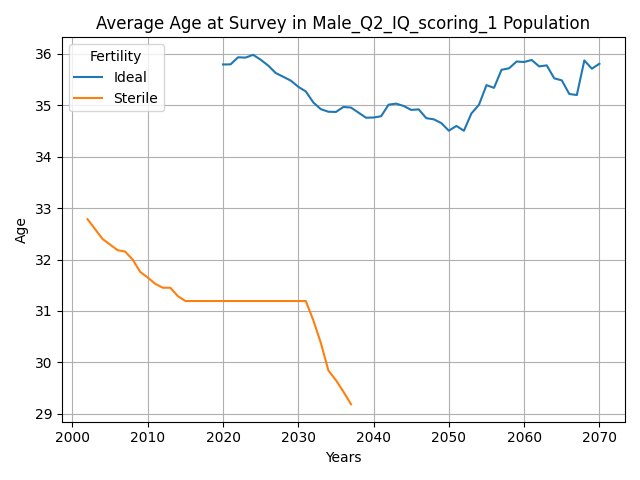 Average Age at Survey in Male_Q2_IQ_scoring_1 Population
Fertility
Ideal
Sterile
Age
36
35
34
33
32
31
30
29
2000 2010 2020 2030 2040 2050 2060 2070
Years